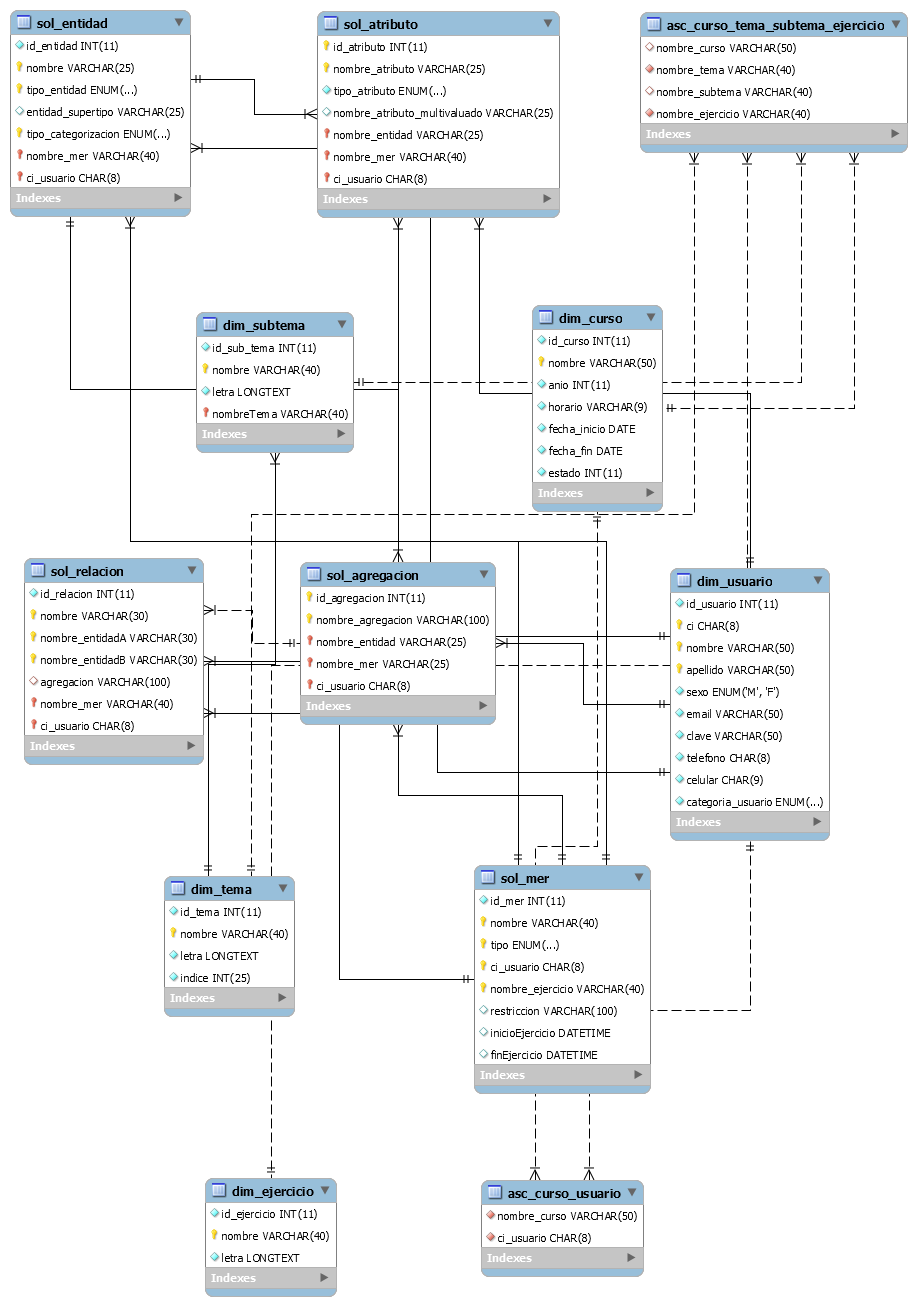 sol_entidad
id_entidad INT(11)
nombre VARCHAR(25)
tipo_entidad ENUM(...)
entidad_supertipo VARCHAR(25)
tipo_categorizacion ENUM(...)
nombre_mer VARCHAR(40)
ci_usuario CHAR(8)
Indexes
sol_atributo
id_atributo INT(11)
nombre_atributo VARCHAR(25)
tipo_atributo ENUM(...)
nombre_atributo_multivaluado VARCHAR(25)
nombre_entidad VARCHAR(25)
nombre_mer VARCHAR(40)
ci_usuario CHAR(8)
Indexes
asc_curso_tema_subtema_ejercicio
nombre_curso VARCHAR(50)
nombre_tema VARCHAR(40)
nombre_subtema VARCHAR(40)
nombre_ejercicio VARCHAR(40)
Indexes
dim_subtema
id_sub_tema INT(11)
nombre VARCHAR(40)
letra LONGTEXT
nombreTema VARCHAR(40)
Indexes
dim_curso
id_curso INT(11)
nombre VARCHAR(50)
anio INT(11)
horario VARCHAR(9)
fecha_inicio DATE
fecha_fin DATE
estado INT(11)
Indexes
sol_relacion
id_relacion INT(11)
nombre VARCHAR(30)
nombre_entidadA VARCHAR(30)
nombre_entidadB VARCHAR(30)
agregacion VARCHAR(100)
nombre_mer VARCHAR(40)
ci_usuario CHAR(8)
Indexes
sol_agregacion
id_agregacion INT(11)
nombre_agregacion VARCHAR(100)
nombre_entidad VARCHAR(25)
nombre_mer VARCHAR(25)
ci_usuario CHAR(8)
Indexes
dim_usuario
id_usuario INT(11)
ci CHAR(8)
nombre VARCHAR(50)
apellido VARCHAR(50)
sexo ENUM('M', 'F')
email VARCHAR(50)
clave VARCHAR(50)
telefono CHAR(8)
celular CHAR(9)
categoria_usuario ENUM(...)
Indexes
dim_tema
id_tema INT(11)
nombre VARCHAR(40)
letra LONGTEXT
indice INT(25)
Indexes
sol_mer
id_mer INT(11)
nombre VARCHAR(40)
tipo ENUM(...)
ci_usuario CHAR(8)
nombre_ejercicio VARCHAR(40)
restriccion VARCHAR(100)
inicioEjercicio DATETIME
finEjercicio DATETIME
Indexes
dim_ejercicio
id_ejercicio INT(11)
nombre VARCHAR(40)
letra LONGTEXT
Indexes
asc_curso_usuario
nombre_curso VARCHAR(50)
ci_usuario CHAR(8)
Indexes